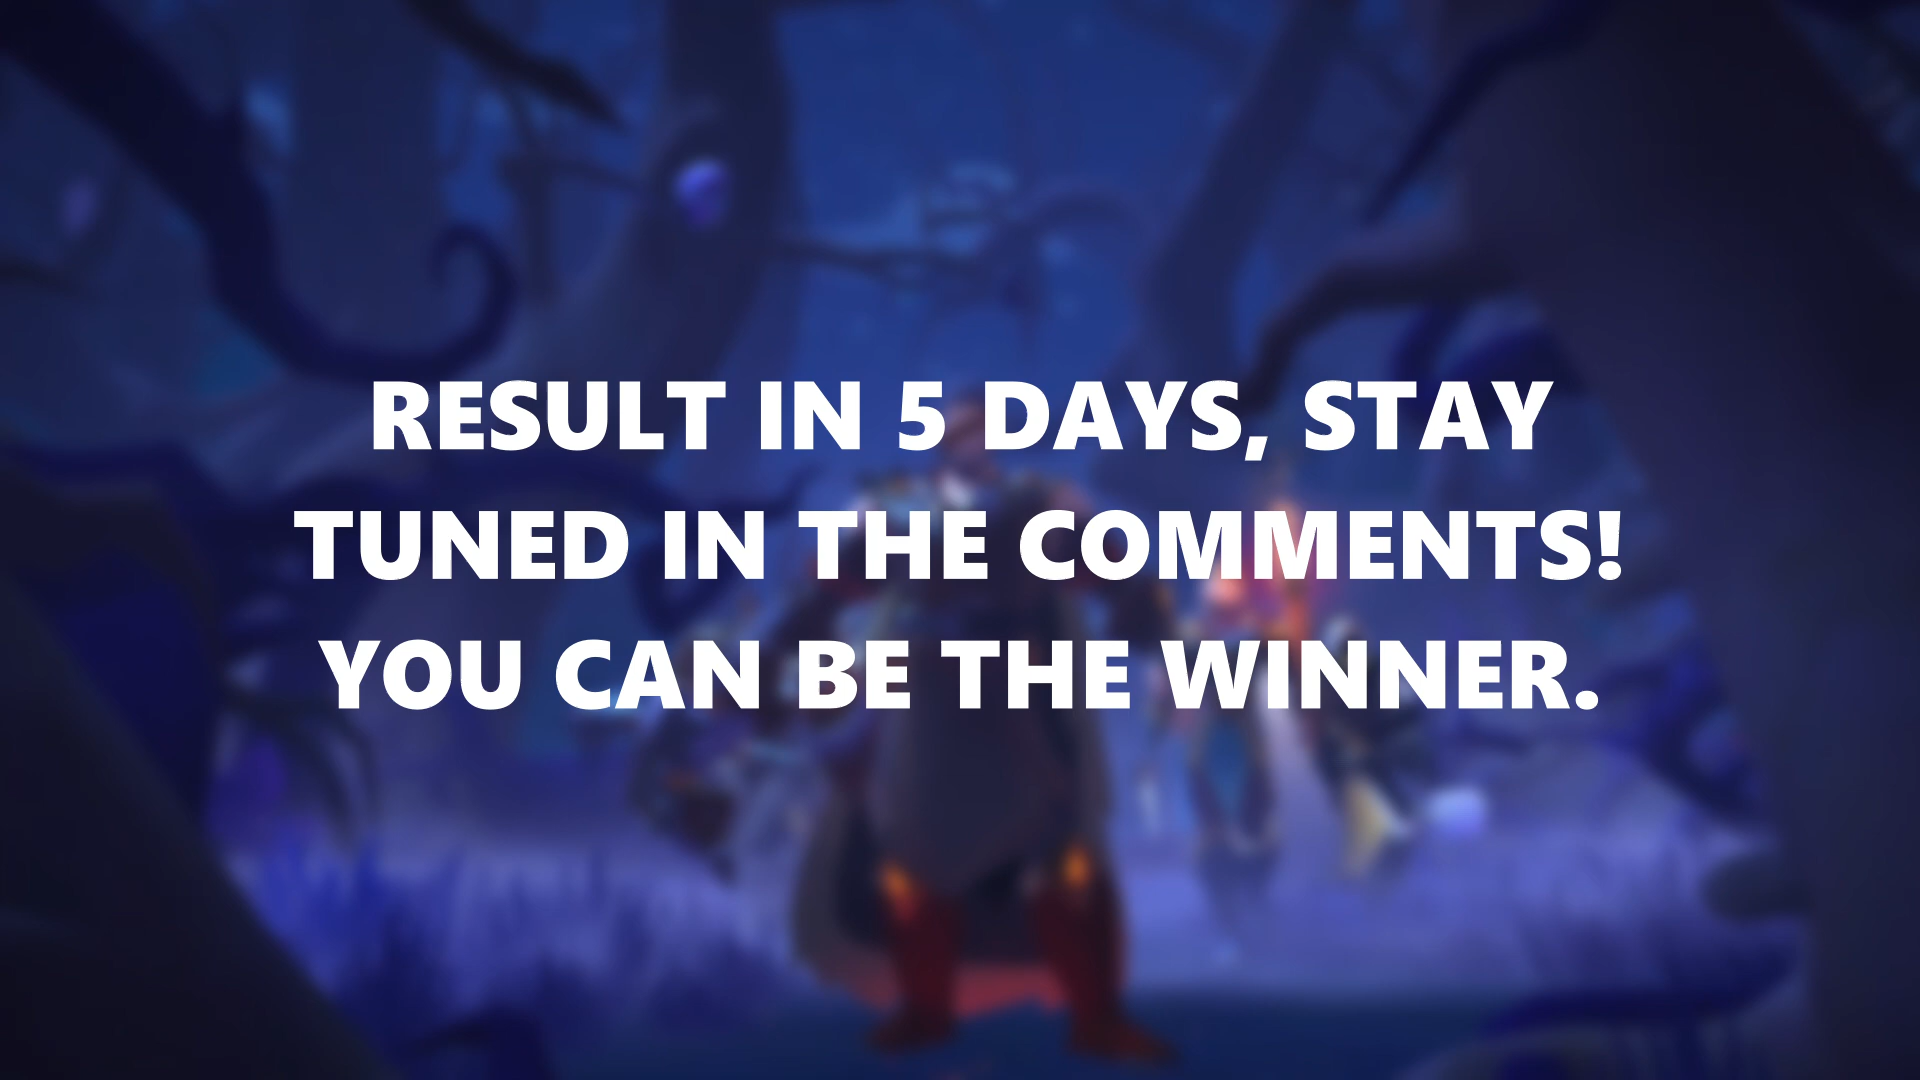 RESULT IN 5 DAYS, STAY
TUNED IN THE COMMENTS!
YOU CAN BE THE WINNER.